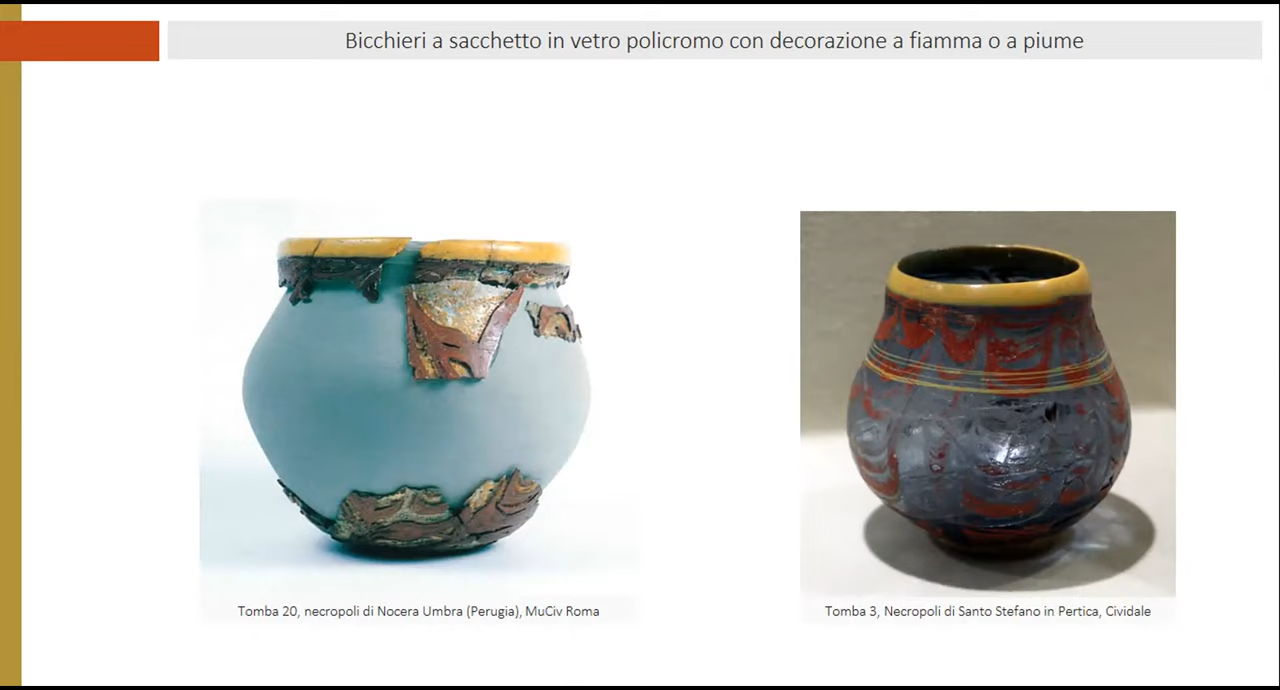 Bicchieri a sacchetto in vetro policromo con decorazione a fiamma o a piume
Tomba 20, necropoli di Nocera Umbra (Perugia), MuCiv Roma
Tomba 3, Necropoli di Santo Stefano in Pertica, Cividale